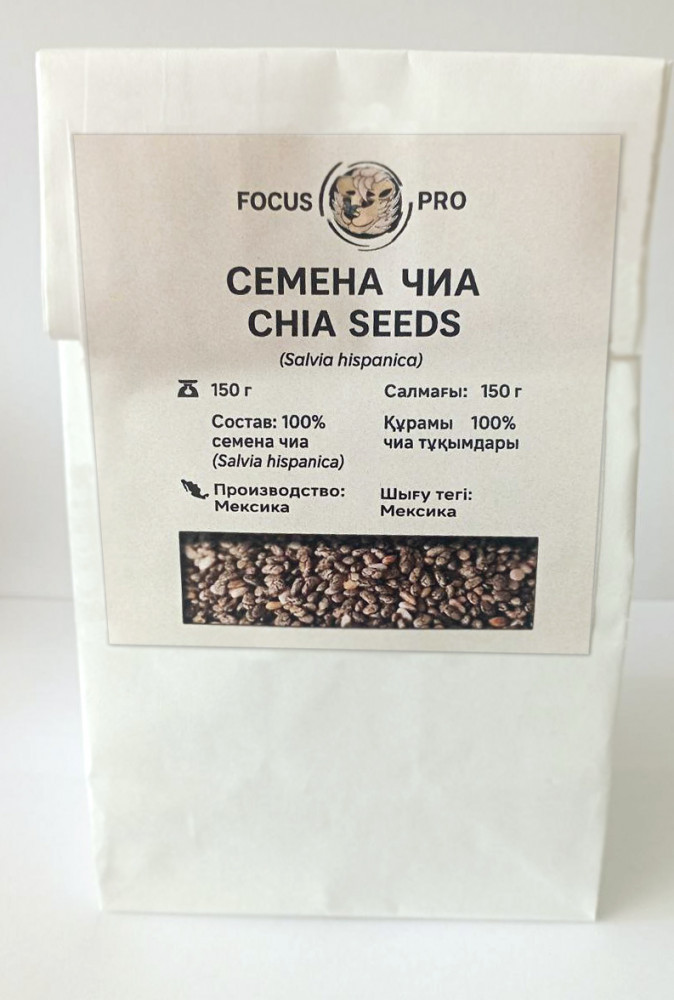 FOCUS PRO
СЕМЕНА ЧИА
CHIA SEEDS
(Salvia hispanica)
150 г
Состав: 100%
семена чиа
(Salvia hispanica)
Производство:
Мексика
Салмағы: 150 г
Құрамы 100%
чиа тұқымдары
Шығу тегі:
Мексика